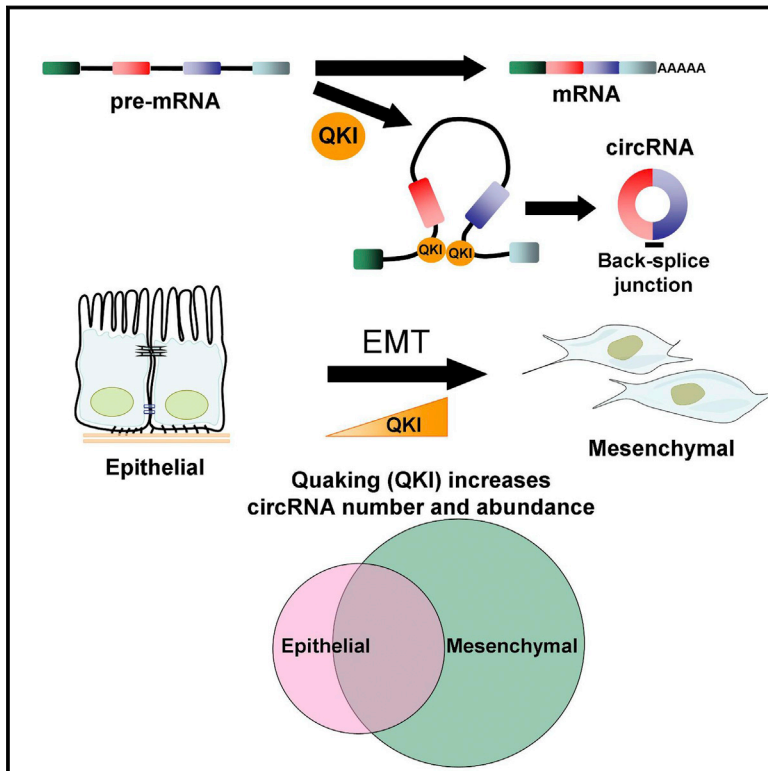 pre-mRNA
AAAAA
mRNA
QKI
circRNA
QKI QKI
Back-splice
junction
EMT
QKI
Epithelial
Mesenchymal
Quaking (QKI) increases
circRNA number and abundance
Epithelial
Mesenchymal